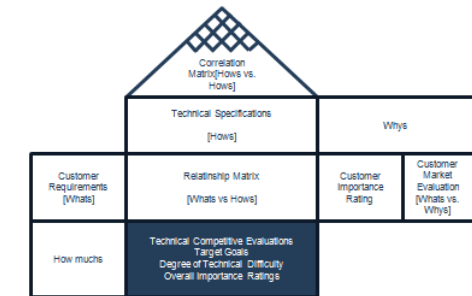 Correlation
Matrix[Hows vs.
Hows]
Technical Specifications
[Hows]
Whys
Customer
Requirements
[Whats]
Relatinship Matrix
[Whats vs Hows]
Customer
Importance
Rating
Customer
Market
Evaluation
[Whats vs.
Whys]
How muchs
Technical Competitive Evaluations
Target Goals
Degree of Technical Difficulty
Overall Importance Ratings